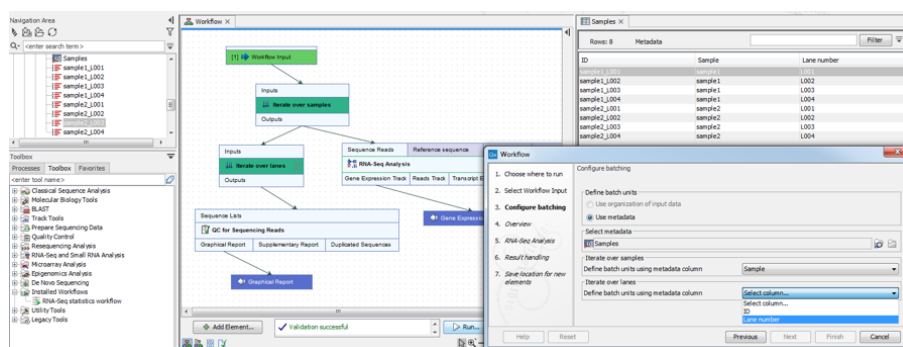 Navigation Area
<enter search term>
Samples
sample1_L001
sample1_L002
sample1_L003
sample1_L004
sample2_L001
sample2_L002
sample2_L004
Toolbox
Processes Toolbox Favorites
<enter tool name>
Classical Sequence Analysis
Molecular Biology Tools
BLAST
Track Tools
Prepare Sequencing Data
Quality Control
Resequencing Analysis
RNA-Seq and Small RNA Analysis
Microarray Analysis
Epigenomics Analysis
De Novo Sequencing
Installed Workflows
RNA-Seq statistics workflow
Utility Tools
Legacy Tools
Workflow
[1] Workflow Input
Inputs
Iterate over samples
Outputs
Inputs
Iterate over lanes
Outputs
Sequence Reads Reference sequence
RNA-Seq Analysis
Gene Expression Track Reads Track Transcript E
Gene Expression
Sequence Lists
QC for Sequencing Reads
Graphical Report Supplementary Report Duplicated Sequences
Graphical Report
Add Element...
Validation successful
Run...
Samples
Rows: 8 Metadata Filter
ID Sample Lane number
sample1_L001 sample1 L001
sample1_L002 sample1 L002
sample1_L003 sample1 L003
sample1_L004 sample1 L004
sample2_L001 sample2 L001
sample2_L002 sample2 L002
sample2_L003 sample2 L003
sample2_L004 sample2 L004
Workflow
1. Choose where to run
2. Select Workflow Input
3. Configure batching
4. Overview
5. RNA-Seq Analysis
6. Result handling
7. Save location for new
elements
Configure batching
Define batch units
Use organization of input data
Use metadata
Select metadata
Samples
Iterate over samples
Define batch units using metadata column Sample
Iterate over lanes
Define batch units using metadata column Select column...
Select column...
ID
Lane number
Help Reset Previous Next Finish Cancel